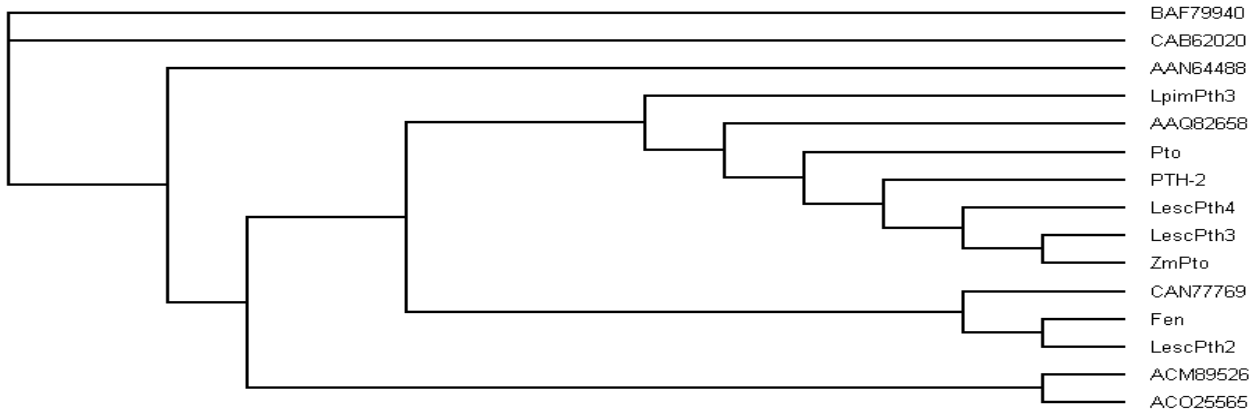 BAF79940
CAB62020
AAN64488
LpimPth3
AAQ82658
Pto
PTH-2
LescPth4
LescPth3
ZmPto
CAN77769
Fen
LescPth2
ACM89526
ACO25565